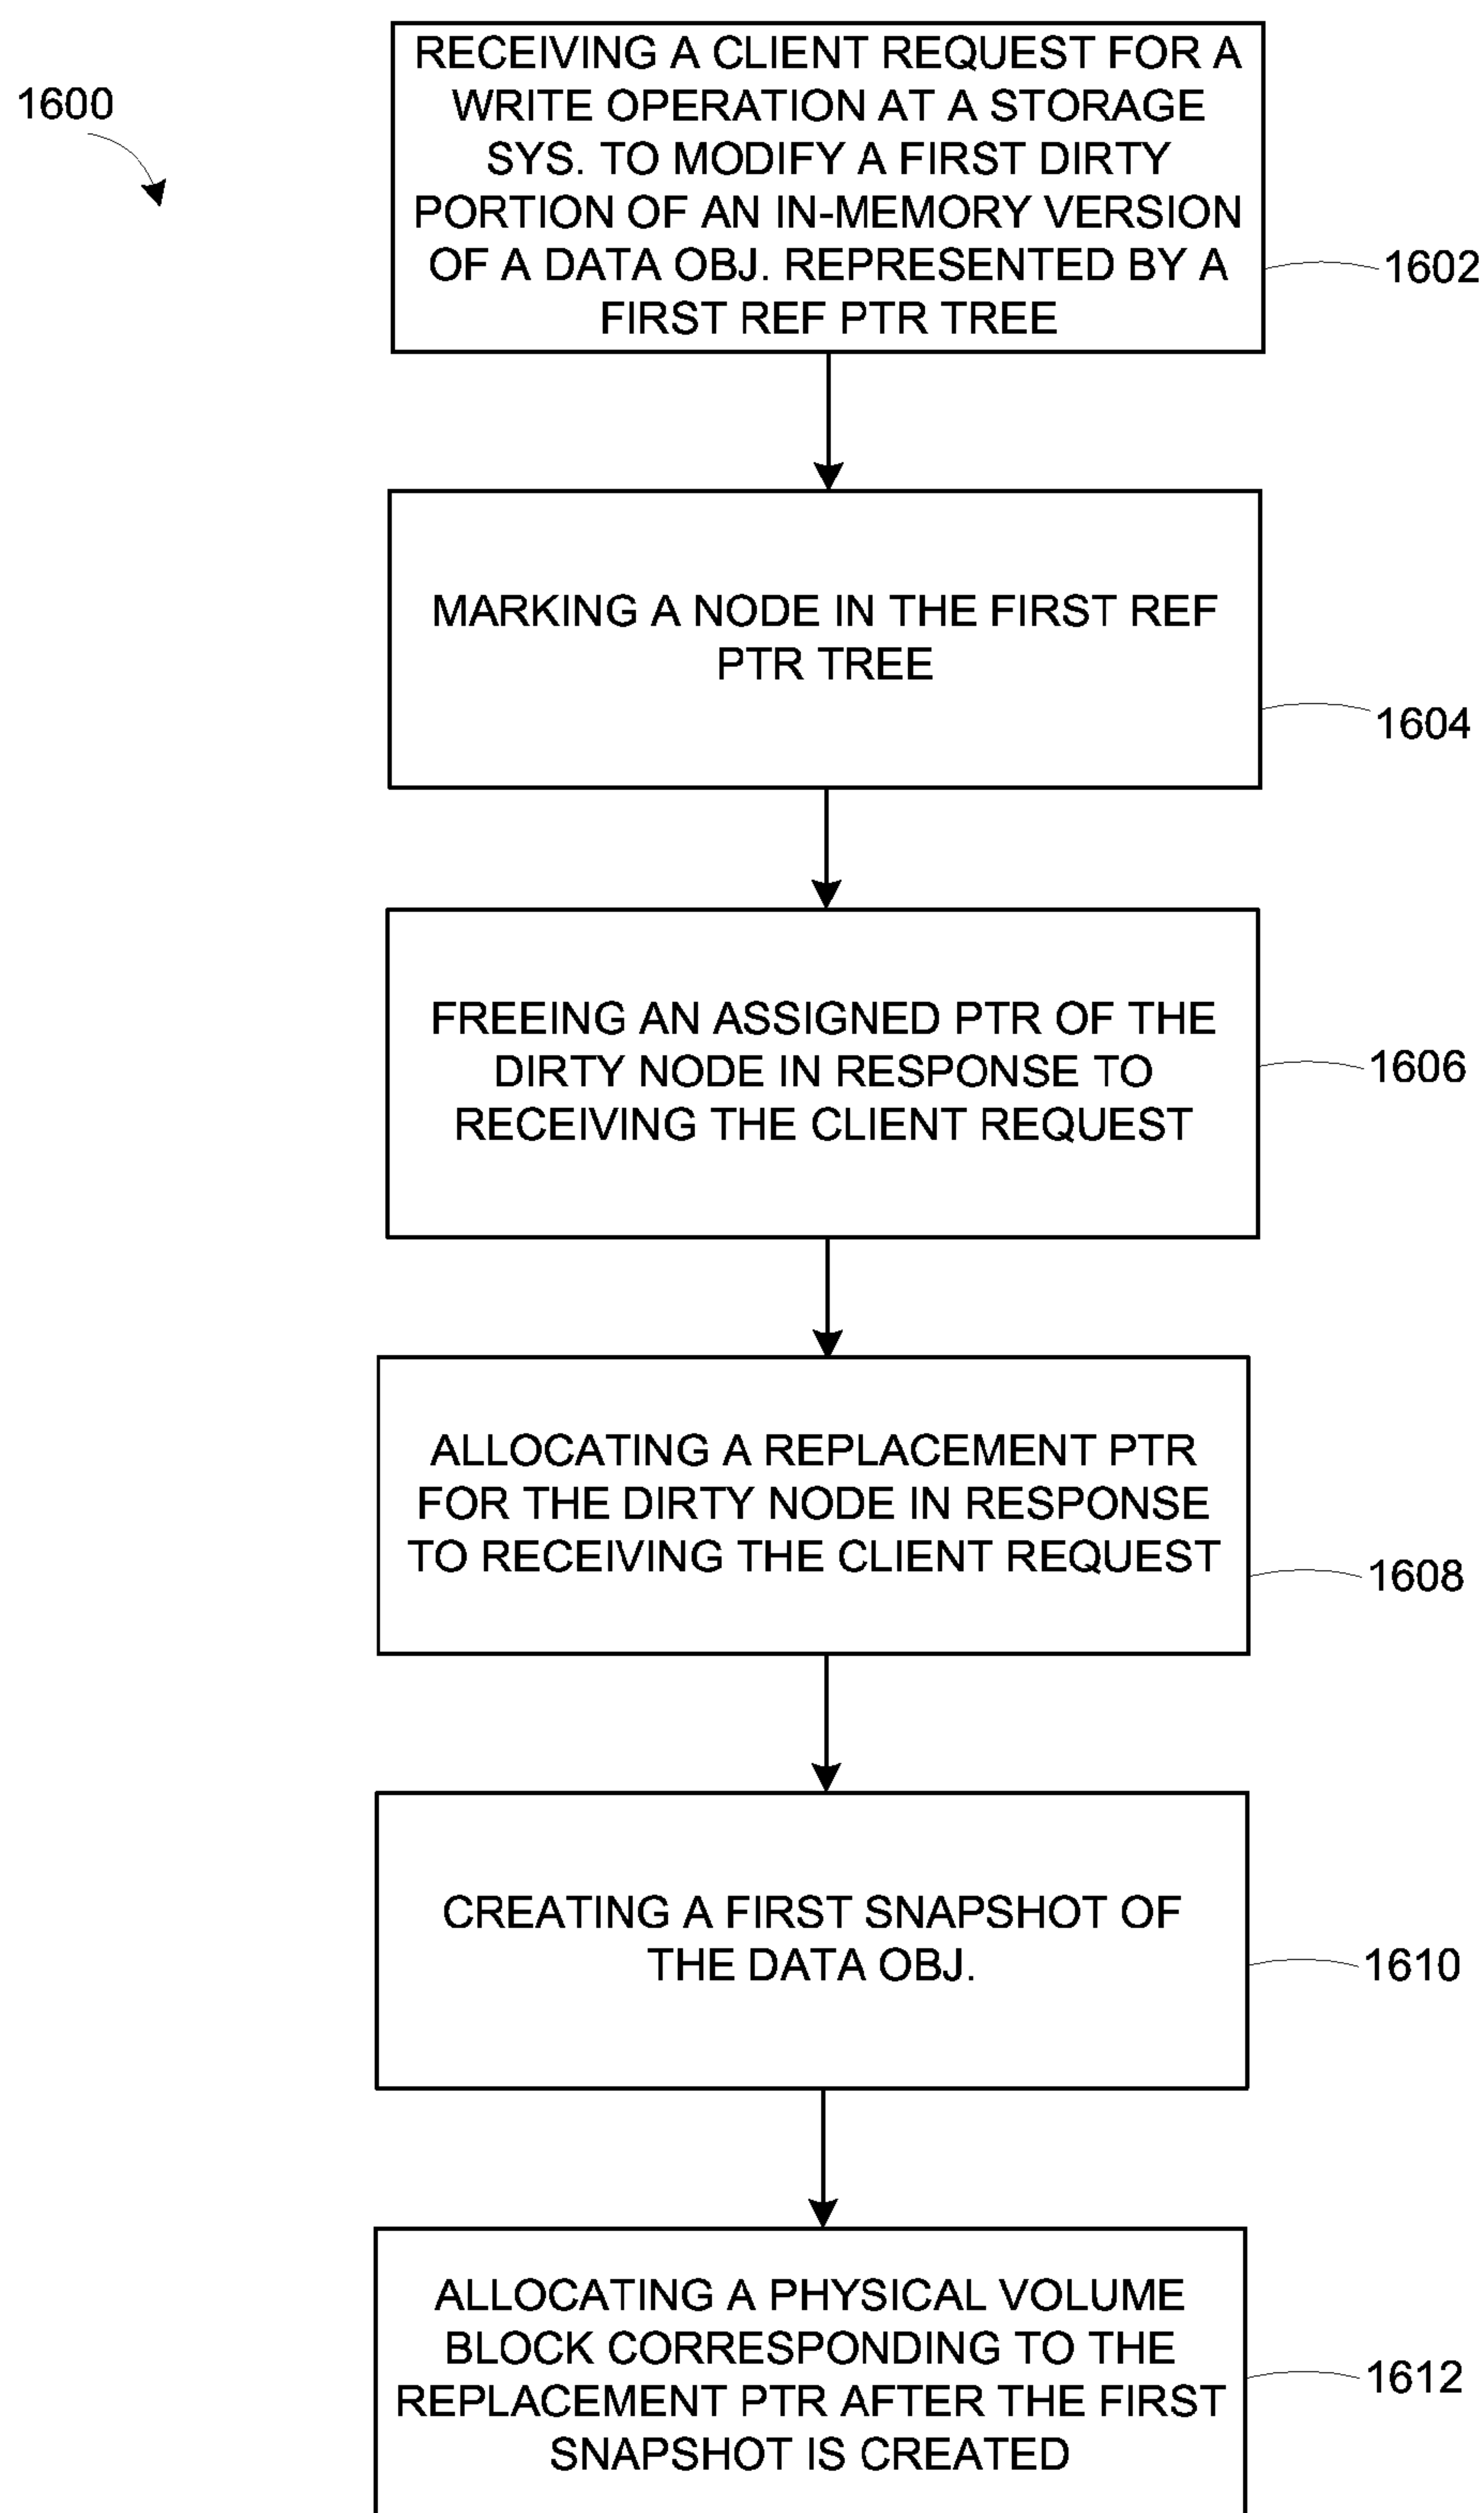 1600
RECEIVING A CLIENT REQUEST FOR A
WRITE OPERATION AT A STORAGE
SYS. TO MODIFY A FIRST DIRTY
PORTION OF AN IN-MEMORY VERSION
OF A DATA OBJ. REPRESENTED BY A
FIRST REF PTR TREE
1602
MARKING A NODE IN THE FIRST REF
PTR TREE
1604
FREEING AN ASSIGNED PTR OF THE
DIRTY NODE IN RESPONSE TO
RECEIVING THE CLIENT REQUEST
1606
ALLOCATING A REPLACEMENT PTR
FOR THE DIRTY NODE IN RESPONSE
TO RECEIVING THE CLIENT REQUEST
1608
CREATING A FIRST SNAPSHOT OF
THE DATA OBJ.
1610
ALLOCATING A PHYSICAL VOLUME
BLOCK CORRESPONDING TO THE
REPLACEMENT PTR AFTER THE FIRST
SNAPSHOT IS CREATED
1612